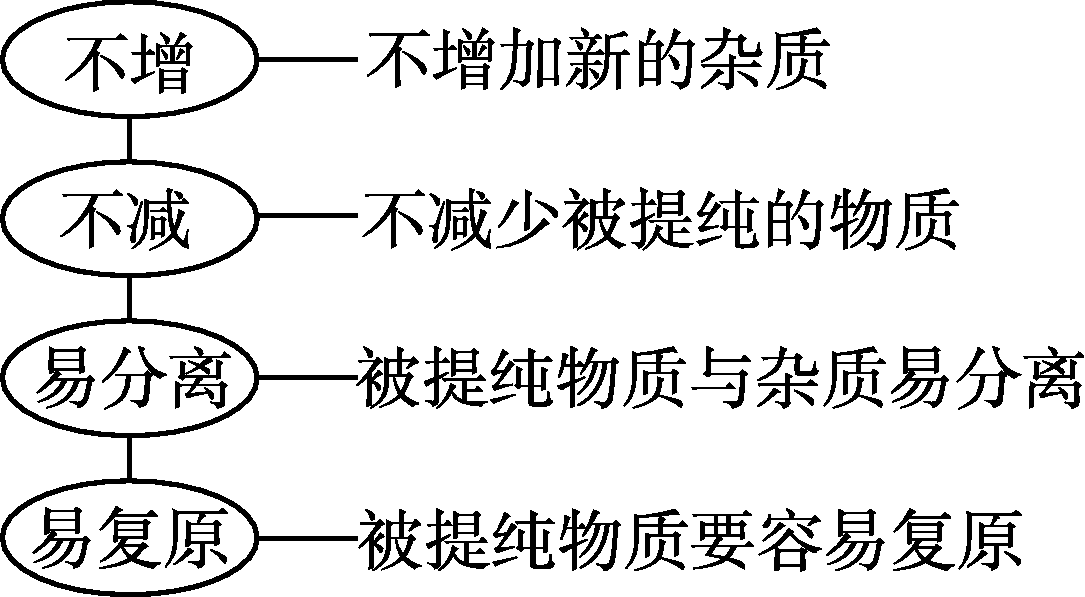 不增 不增加新的杂质
不减 不减少被提纯的物质
易分离 被提纯物质与杂质易分离
易复原 被提纯物质要容易复原